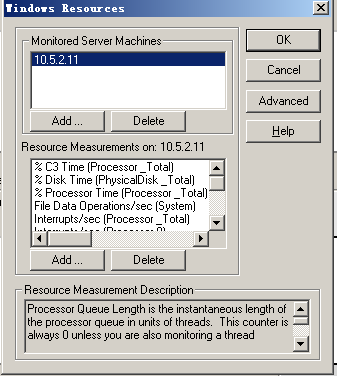 Windows Resources
Monitored Server Machines
10.5.2.11
Add ...
Delete
OK
Cancel
Advanced
Help
Resource Measurements on: 10.5.2.11
% C3 Time (Processor _Total)
% Disk Time (PhysicalDisk _Total)
% Processor Time (Processor _Total)
File Data Operations/sec (System)
Interrupts/sec (Processor _Total)
Add ...
Delete
Resource Measurement Description
Processor Queue Length is the instantaneous length
of the processor queue in units of threads. This counter is
always 0 unless you are also monitoring a thread